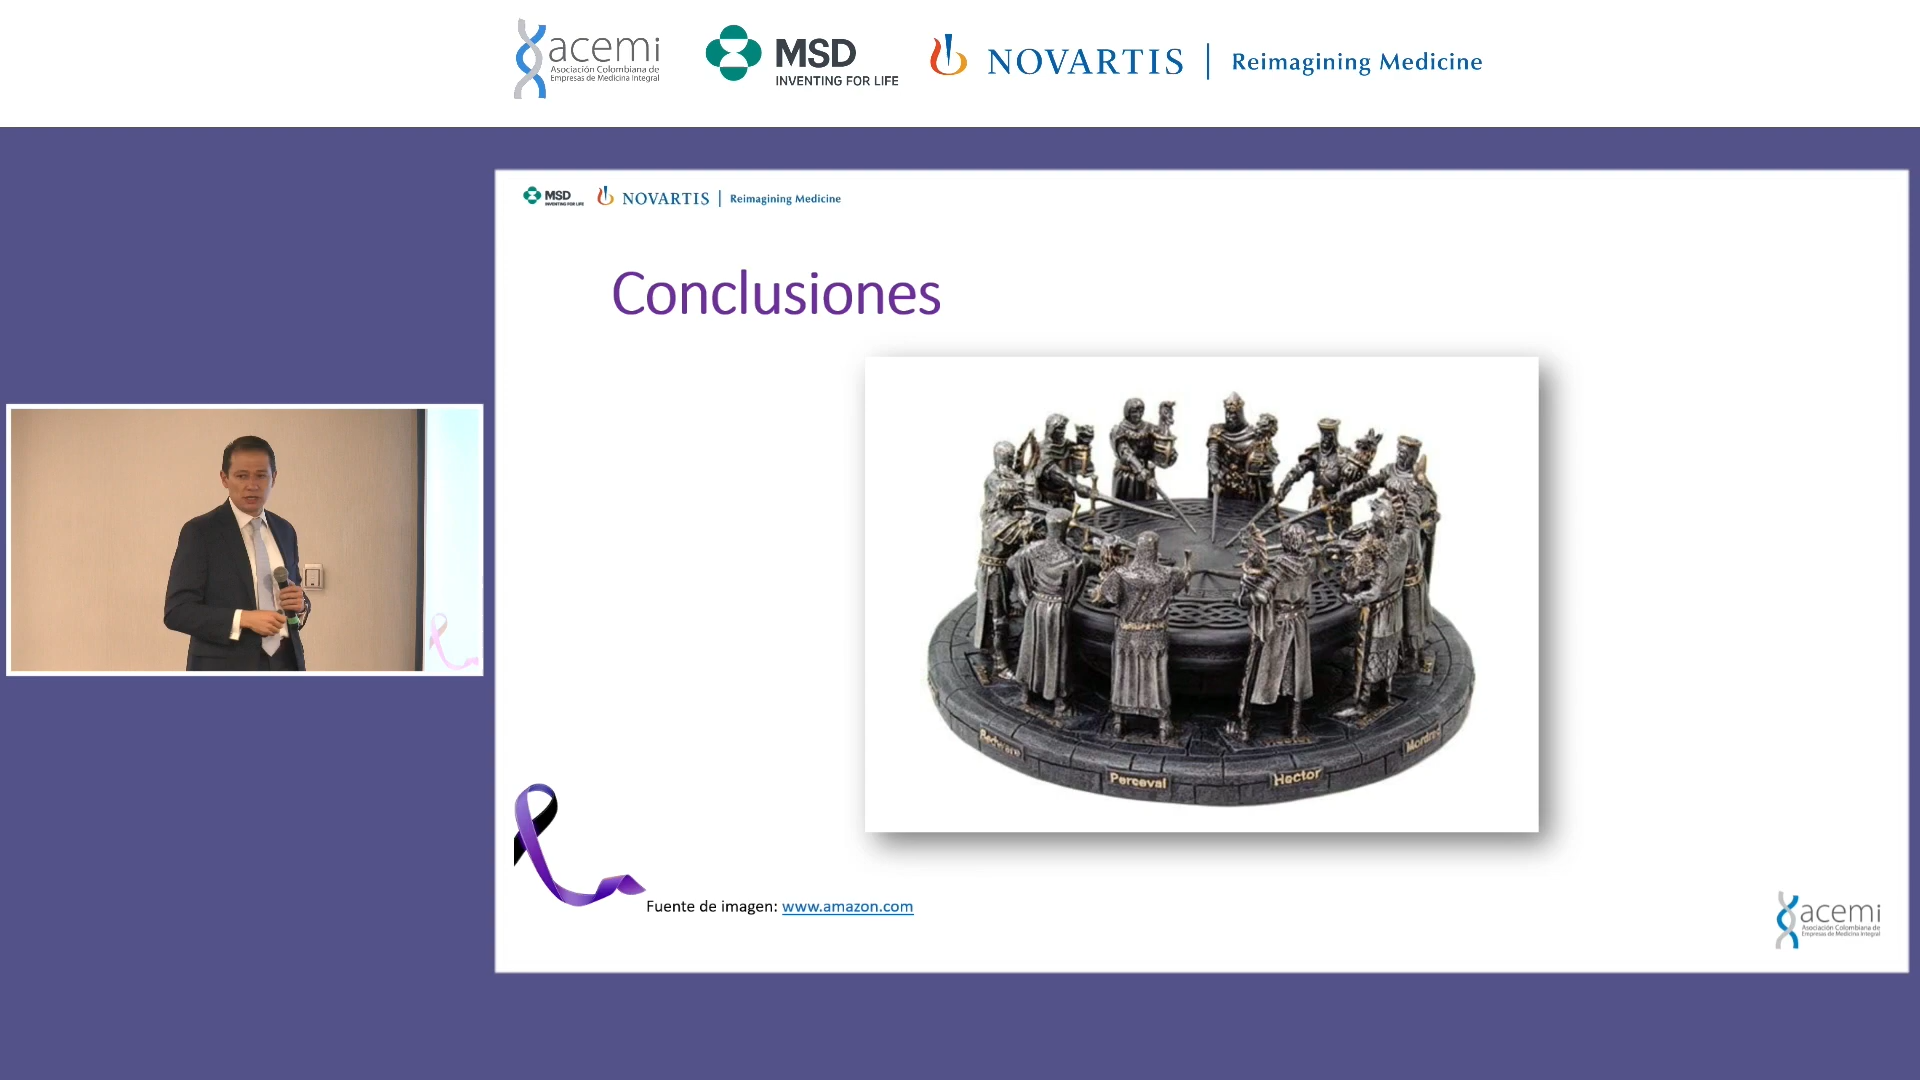 acemi
Asociación Colombiana de
Empresas de Medicina Integral
MSD
INVENTING FOR LIFE
NOVARTIS
Reimagining Medicine
MSD
INVENTING FOR LIFE
NOVARTIS
Reimagining Medicine
Conclusiones
Bedwere
Perceval
Hector
Mordred
Fuente de imagen: www.amazon.com
acemi
Asociación Colombiana de
Empresas de Medicina Integral